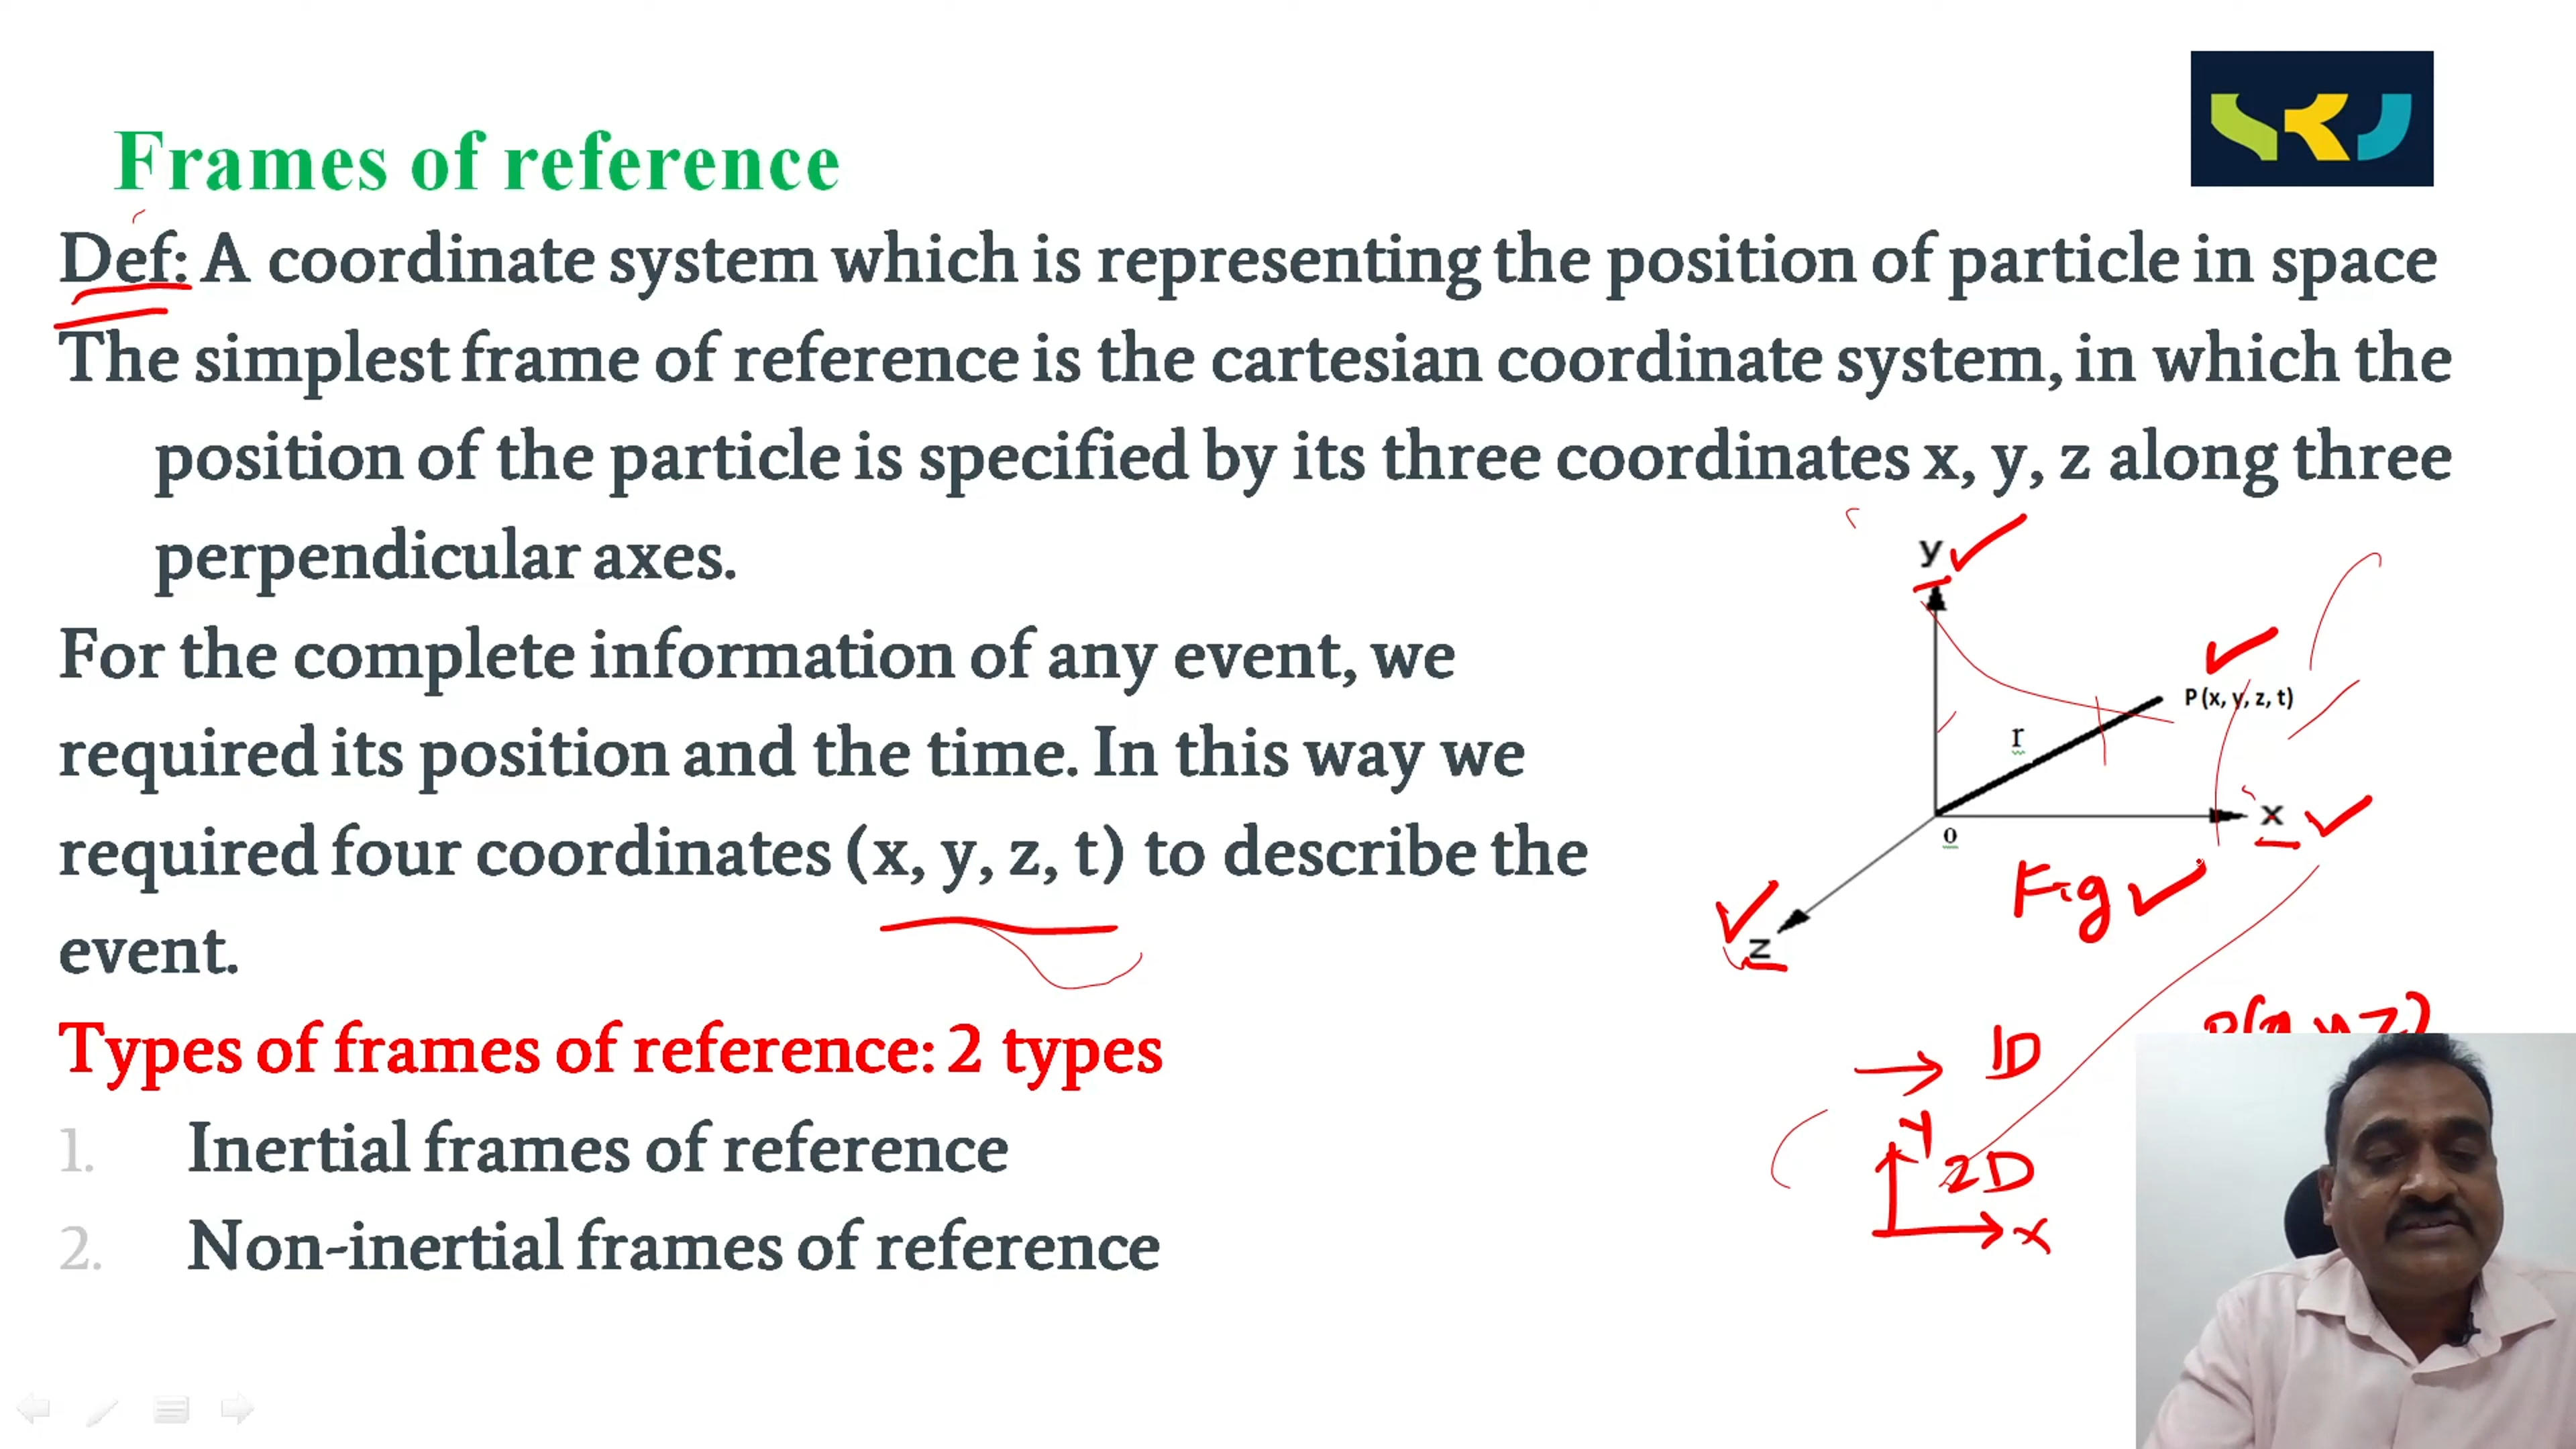 SRJ
Frames of reference
Def: A coordinate system which is representing the position of particle in space
The simplest frame of reference is the cartesian coordinate system, in which the
position of the particle is specified by its three coordinates x, y, z along three
perpendicular axes.
For the complete information of any event, we
required its position and the time. In this way we
required four coordinates (x, y, z, t) to describe the
event.
Types of frames of reference: 2 types
1. Inertial frames of reference
2. Non-inertial frames of reference
y
P (x, y, z, t)
r
x
o
Fig
z
1D
y
2D
x